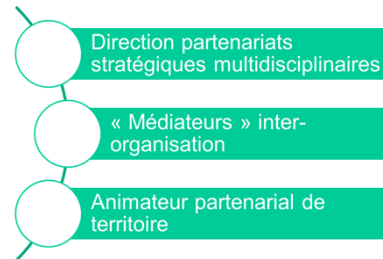 Direction partenariats
stratégiques multidisciplinaires
« Médiateurs » inter-
organisation
Animateur partenarial de
territoire